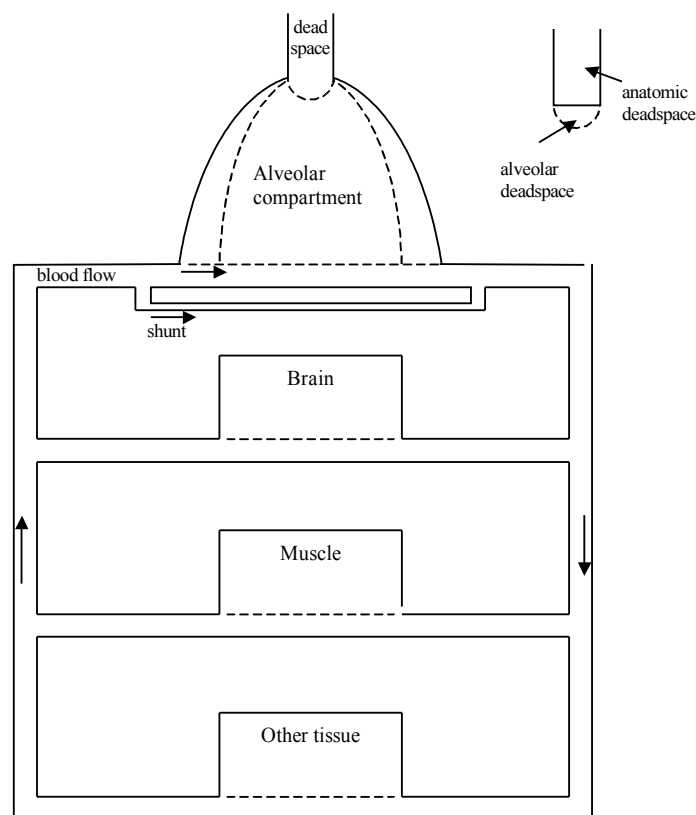 dead
space
anatomic
deadspace
alveolar
deadspace
Alveolar
compartment
blood flow
shunt
Brain
Muscle
Other tissue